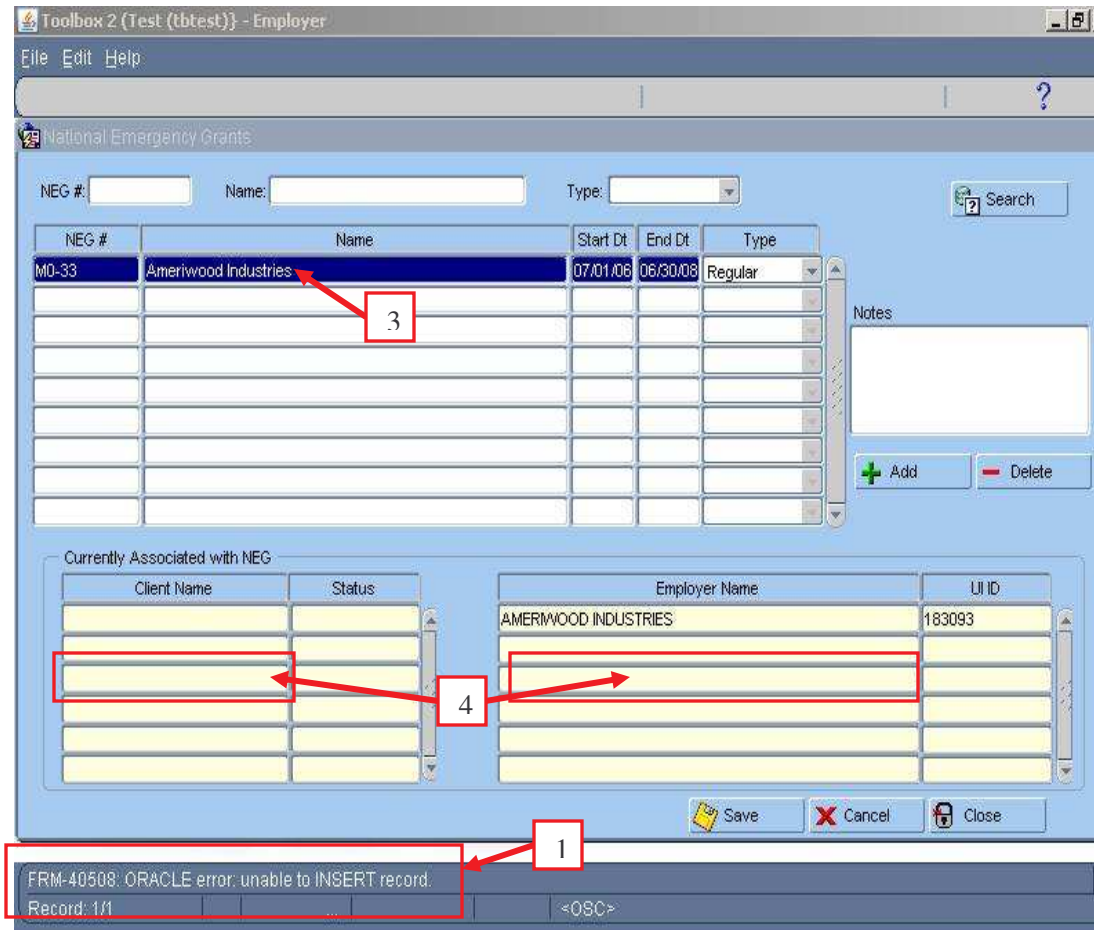 Toolbox 2 (Test (tbtest)} - Employer
File Edit Help
?
National Emergency Grants
NEG #: Name: Type: Search
NEG # Name Start Dt End Dt Type
M0-33 Ameriwood Industries 07/01/06 06/30/08 Regular
3
Notes
Add Delete
Currently Associated with NEG
Client Name Status Employer Name UI ID
AMERIWOOD INDUSTRIES 183093
4
Save Cancel Close
1
FRM-40508: ORACLE error: unable to INSERT record.
Record: 1/1 ... <OSC>